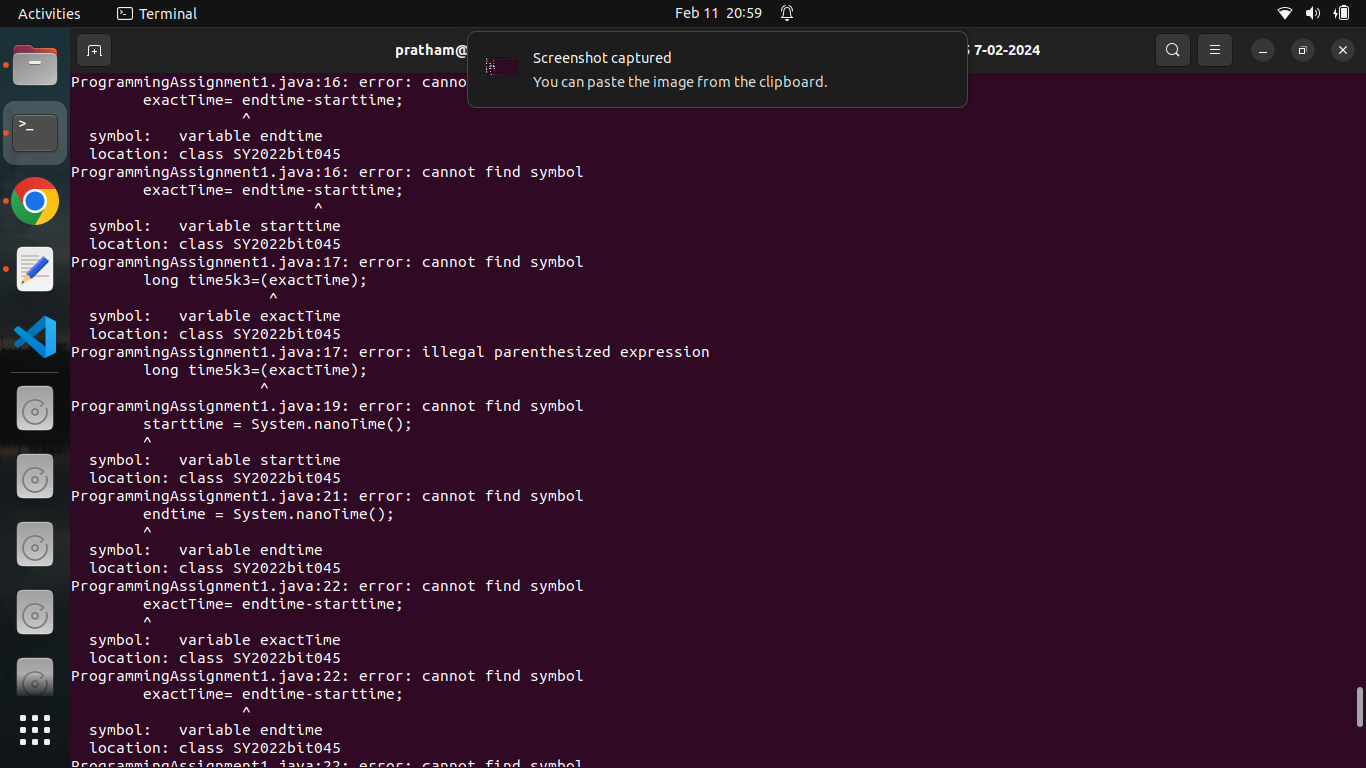 Activities
Terminal
Feb 11 20:59
pratham@
7-02-2024
Screenshot captured
You can paste the image from the clipboard.
ProgrammingAssignment1.java:16: error: canno
exactTime= endtime-starttime;
^
symbol:   variable endtime
location: class SY2022bit045
ProgrammingAssignment1.java:16: error: cannot find symbol
exactTime= endtime-starttime;
^
symbol:   variable starttime
location: class SY2022bit045
ProgrammingAssignment1.java:17: error: cannot find symbol
long time5k3=(exactTime);
^
symbol:   variable exactTime
location: class SY2022bit045
ProgrammingAssignment1.java:17: error: illegal parenthesized expression
long time5k3=(exactTime);
^
ProgrammingAssignment1.java:19: error: cannot find symbol
starttime = System.nanoTime();
^
symbol:   variable starttime
location: class SY2022bit045
ProgrammingAssignment1.java:21: error: cannot find symbol
endtime = System.nanoTime();
^
symbol:   variable endtime
location: class SY2022bit045
ProgrammingAssignment1.java:22: error: cannot find symbol
exactTime= endtime-starttime;
^
symbol:   variable exactTime
location: class SY2022bit045
ProgrammingAssignment1.java:22: error: cannot find symbol
exactTime= endtime-starttime;
^
symbol:   variable endtime
location: class SY2022bit045
ProgrammingAssignment1.java:22: error: cannot find symbol